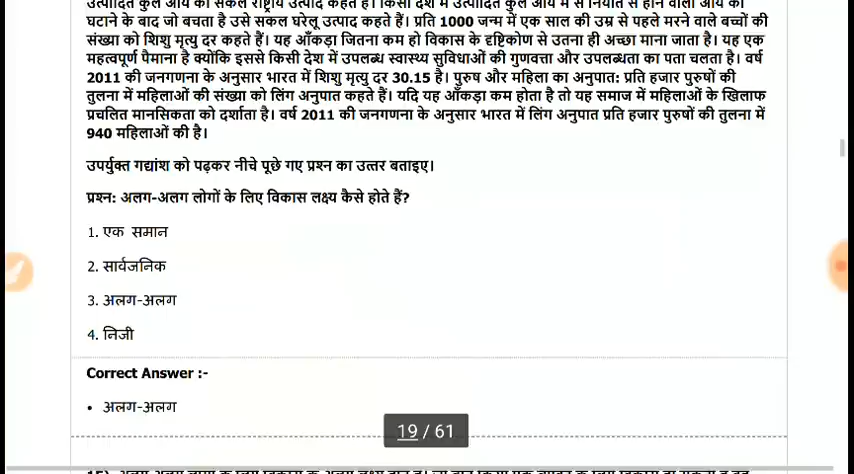 उत्पादित कुल आय को सकल राष्ट्रीय उत्पाद कहते हैं। किसी देश में उत्पादित कुल आय में से निर्यात से होने वाली आय को
घटाने के बाद जो बचता है उसे सकल घरेलू उत्पाद कहते हैं। प्रति 1000 जन्म में एक साल की उम्र से पहले मरने वाले बच्चों की
संख्या को शिशु मृत्यु दर कहते हैं। यह आँकड़ा जितना कम हो विकास के दृष्टिकोण से उतना ही अच्छा माना जाता है। यह एक
महत्वपूर्ण पैमाना है क्योंकि इससे किसी देश में उपलब्ध स्वास्थ्य सुविधाओं की गुणवत्ता और उपलब्धता का पता चलता है। वर्ष
2011 की जनगणना के अनुसार भारत में शिशु मृत्यु दर 30.15 है। पुरुष और महिला का अनुपात: प्रति हजार पुरुषों की
तुलना में महिलाओं की संख्या को लिंग अनुपात कहते हैं। यदि यह आँकड़ा कम होता है तो यह समाज में महिलाओं के खिलाफ
प्रचलित मानसिकता को दर्शाता है। वर्ष 2011 की जनगणना के अनुसार भारत में लिंग अनुपात प्रति हजार पुरुषों की तुलना में
940 महिलाओं की है।
उपर्युक्त गद्यांश को पढ़कर नीचे पूछे गए प्रश्न का उत्तर बताइए।
प्रश्न: अलग-अलग लोगों के लिए विकास लक्ष्य कैसे होते हैं?
1. एक समान
2. सार्वजनिक
3. अलग-अलग
4. निजी
Correct Answer :-
• अलग-अलग
19 / 61